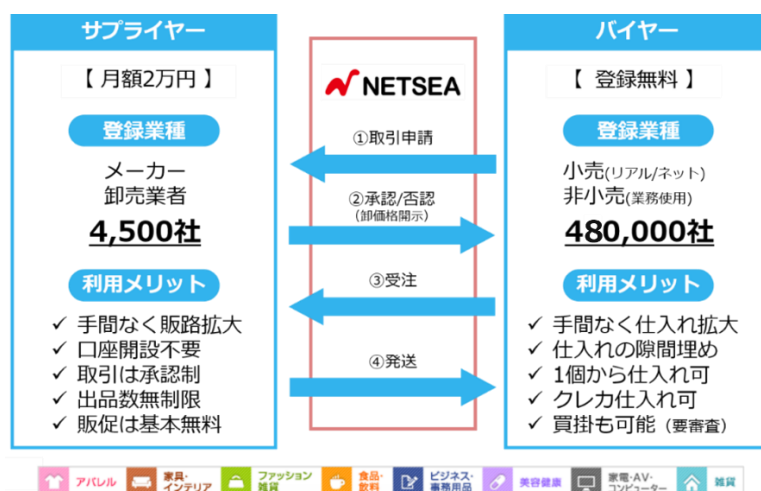 サプライヤー
【 月額2万円 】
登録業種
メーカー
卸売業者
4,500社
利用メリット
✓ 手間なく販路拡大
✓ 口座開設不要
✓ 取引は承認制
✓ 出品数無制限
✓ 販促は基本無料
NETSEA
①取引申請
②承認/否認
(卸価格開示)
③受注
④発送
バイヤー
【 登録無料 】
登録業種
小売(リアル/ネット)
非小売(業務使用)
480,000社
利用メリット
✓ 手間なく仕入れ拡大
✓ 仕入れの隙間埋め
✓ 1個から仕入れ可
✓ クレカ仕入れ可
✓ 買掛も可能 (要審査)
アパレル
家具・
インテリア
ファッション
雑貨
食品・
飲料
ビジネス・
事務用品
美容健康
家電・AV・
コンピューター
雑貨